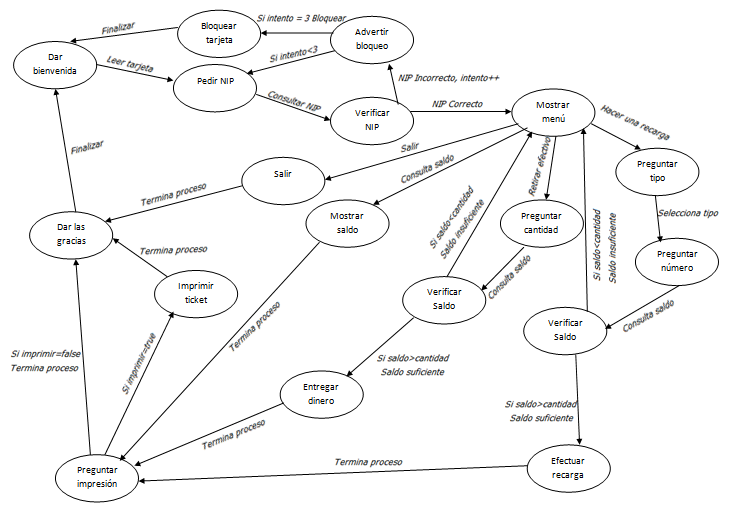 Si intento = 3 Bloquear
Bloquear
tarjeta
Finalizar
Advertir
bloqueo
Dar
bienvenida
Leer tarjeta
Si intento<3
Pedir NIP
NIP Incorrecto, intento++
Consultar NIP
Verificar
NIP
NIP Correcto
Mostrar
menú
Hacer una recarga
Finalizar
Salir
Consulta saldo
Retirar efectivo
Preguntar
tipo
Salir
Termina proceso
Mostrar
saldo
Si saldo<cantidad
Saldo insuficiente
Preguntar
cantidad
Si saldo<cantidad
Saldo insuficiente
Selecciona tipo
Dar las
gracias
Termina proceso
Preguntar
número
Imprimir
ticket
Verificar
Saldo
Consulta saldo
Verificar
Saldo
Consulta saldo
Termina proceso
Si imprimir=false
Termina proceso
Si imprimir=true
Si saldo>cantidad
Saldo suficiente
Entregar
dinero
Si saldo>cantidad
Saldo suficiente
Termina proceso
Preguntar
impresión
Termina proceso
Efectuar
recarga